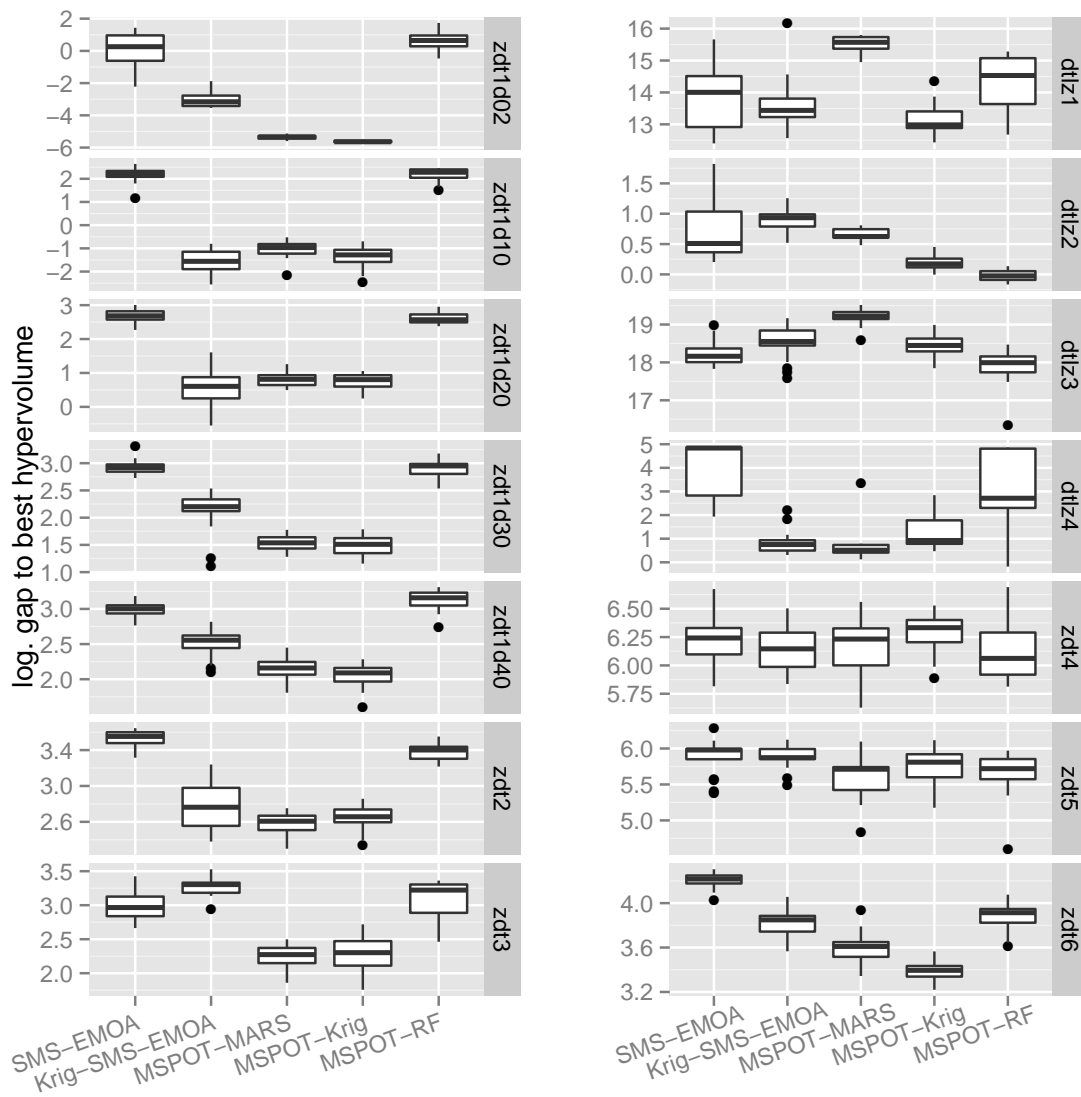 log. gap to best hypervolume
2
0
−2
−4
−6
zdt1d02
2
1
0
−1
−2
zdt1d10
3
2
1
0
zdt1d20
3.0
2.5
2.0
1.5
1.0
zdt1d30
3.0
2.5
2.0
zdt1d40
3.4
3.0
2.6
zdt2
3.5
3.0
2.5
2.0
zdt3
SMS−EMOA
Krig−SMS−EMOA
MSPOT−MARS
MSPOT−Krig
MSPOT−RF
16
15
14
13
dtlz1
1.5
1.0
0.5
0.0
dtlz2
19
18
17
dtlz3
5
4
3
2
1
0
dtlz4
6.50
6.25
6.00
5.75
zdt4
6.0
5.5
5.0
zdt5
4.0
3.6
3.2
zdt6
SMS−EMOA
Krig−SMS−EMOA
MSPOT−MARS
MSPOT−Krig
MSPOT−RF